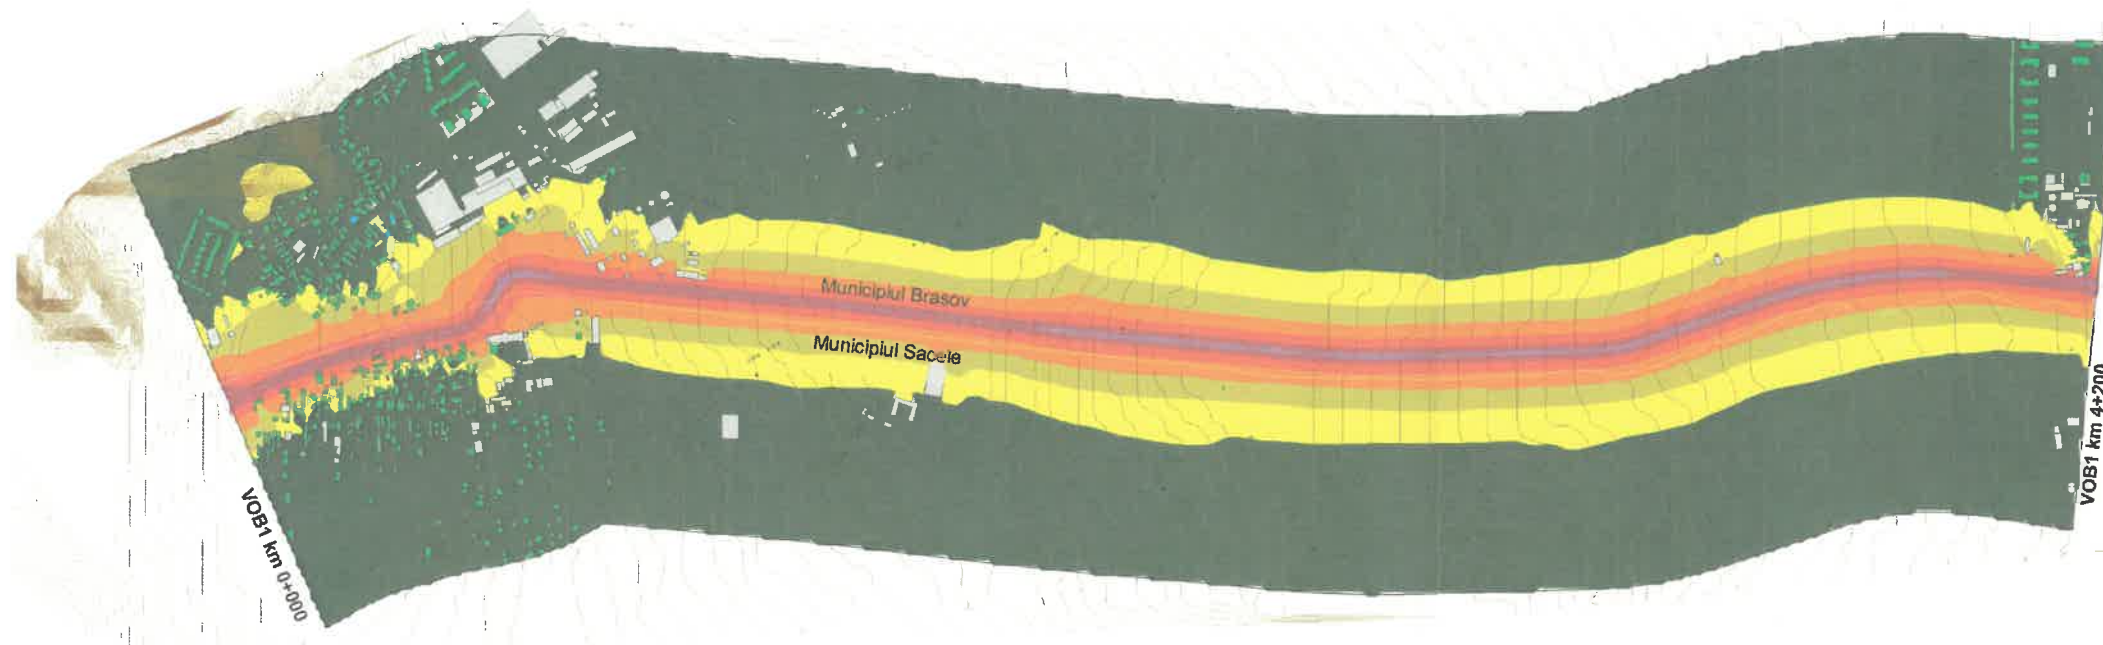 Municipiul Brasov
Municipiul Sacele
VOB1 km 0+000
VOB1 km 4+200